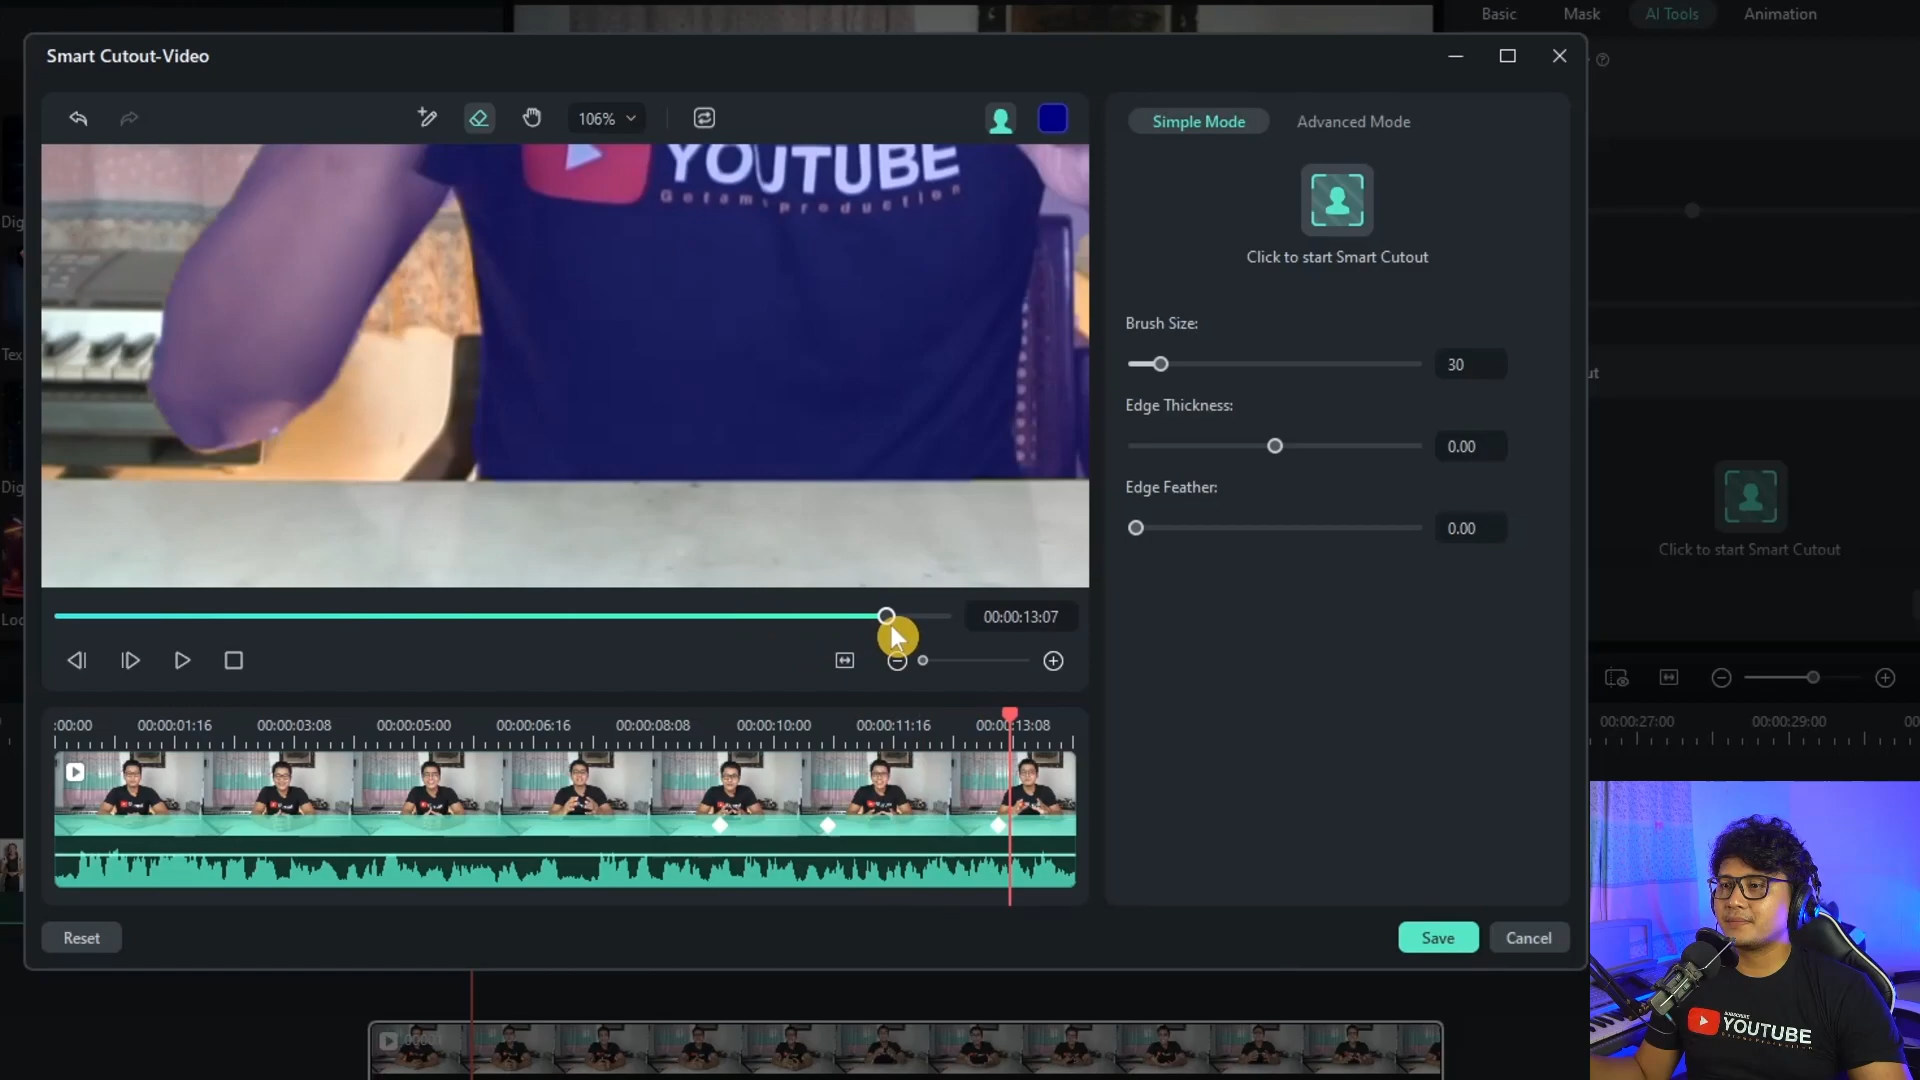 Basic
Mask
AI Tools
Animation
Smart Cutout-Video
106%
Simple Mode
Advanced Mode
YOUTUBE
Gotam production
Click to start Smart Cutout
Brush Size:
30
Edge Thickness:
0.00
Edge Feather:
0.00
Dig
Tex
Dig
Loc
ut
Click to start Smart Cutout
00:00:13:07
:00:00
00:00:01:16
00:00:03:08
00:00:05:00
00:00:06:16
00:00:08:08
00:00:10:00
00:00:11:16
00:00:13:08
00:00:27:00
00:00:29:00
00
Reset
Save
Cancel
YOUTUBE